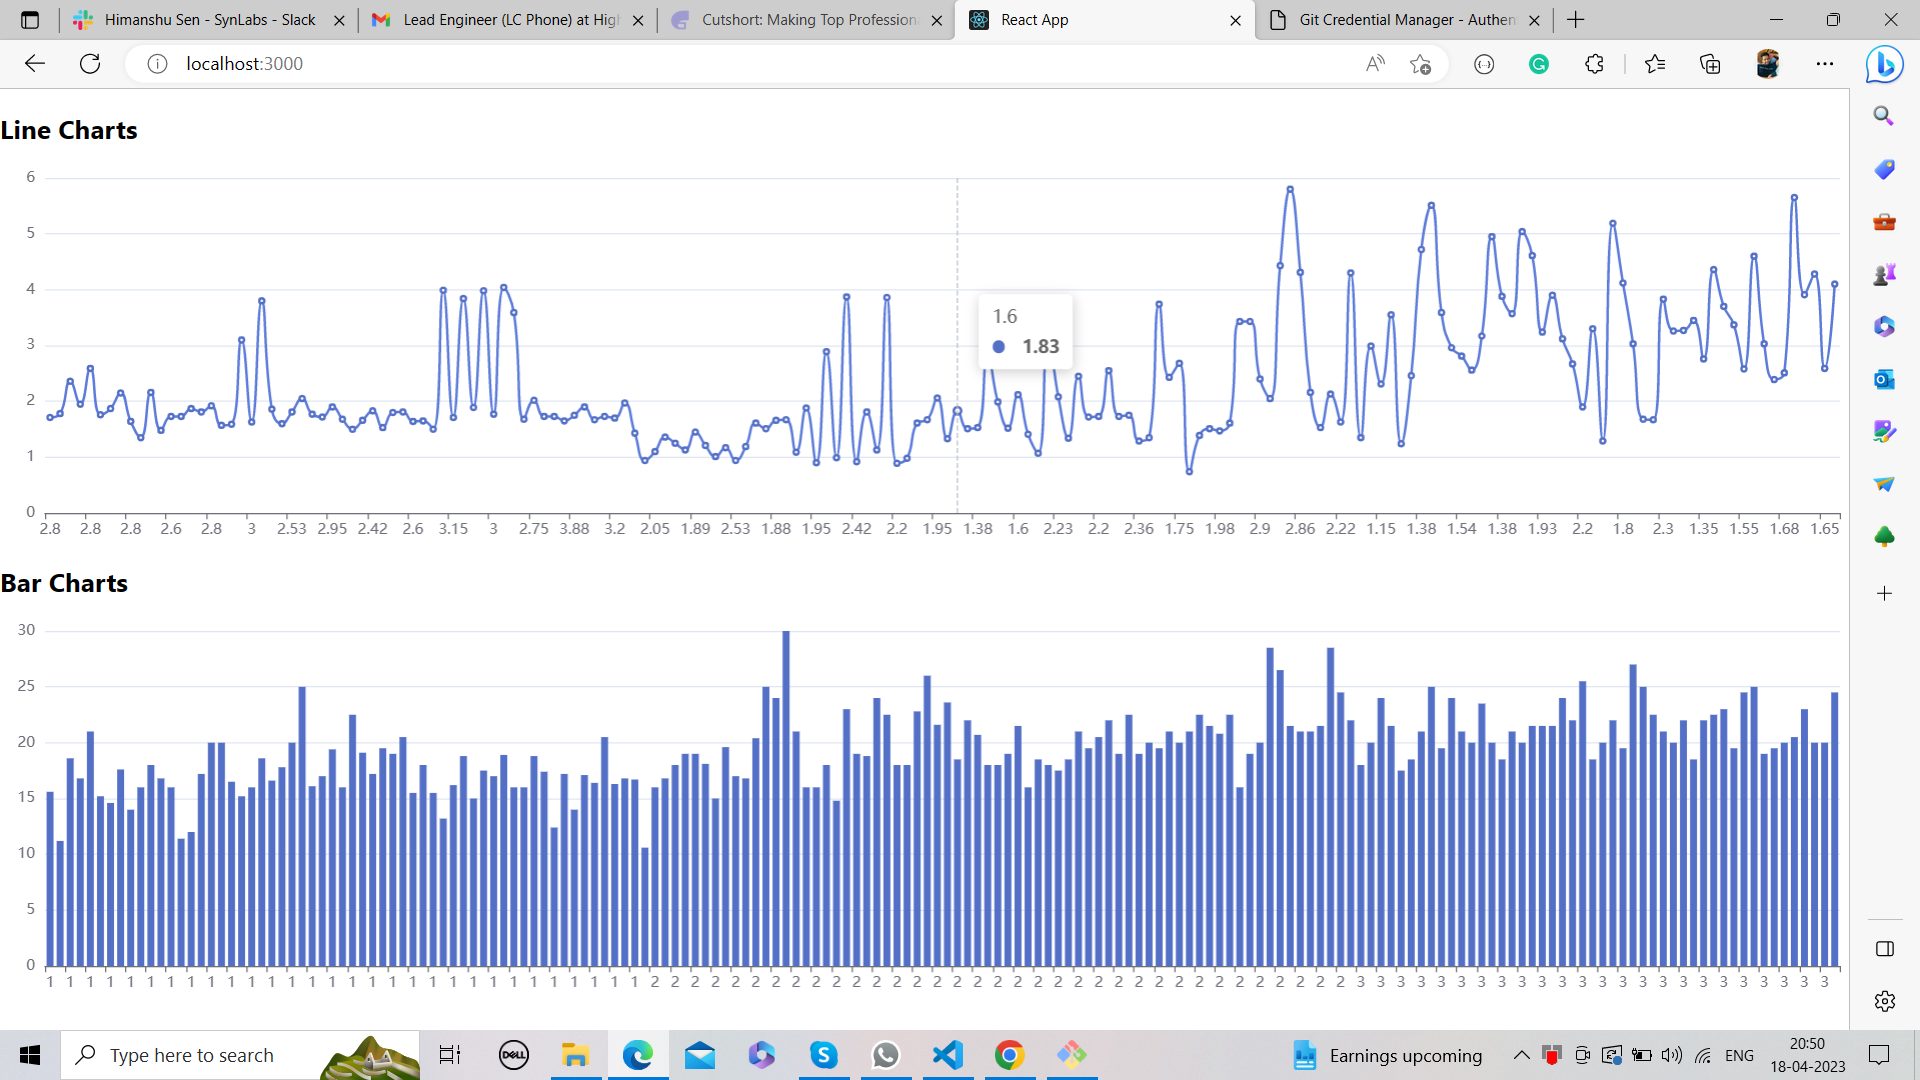 Himanshu Sen - SynLabs - Slack
Lead Engineer (LC Phone) at High
Cutshort: Making Top Profession
React App
Git Credential Manager - Authen
localhost:3000
Line Charts
6
5
4
3
2
1
0
1.6
1.83
2.8 2.8 2.8 2.6 2.8 3 2.53 2.95 2.42 2.6 3.15 3 2.75 3.88 3.2 2.05 1.89 2.53 1.88 1.95 2.42 2.2 1.95 1.38 1.6 2.23 2.2 2.36 1.75 1.98 2.9 2.86 2.22 1.15 1.38 1.54 1.38 1.93 2.2 1.8 2.3 1.35 1.55 1.68 1.65
Bar Charts
30
25
20
15
10
5
0
1 1 1 1 1 1 1 1 1 1 1 1 1 1 1 1 1 1 1 1 1 1 1 1 1 1 1 1 1 1 2 2 2 2 2 2 2 2 2 2 2 2 2 2 2 2 2 2 2 2 2 2 2 2 2 2 2 2 2 2 2 2 2 2 2 3 3 3 3 3 3 3 3 3 3 3 3 3 3 3 3 3 3 3 3 3 3 3 3
Type here to search
DELL
Earnings upcoming
ENG
20:50
18-04-2023